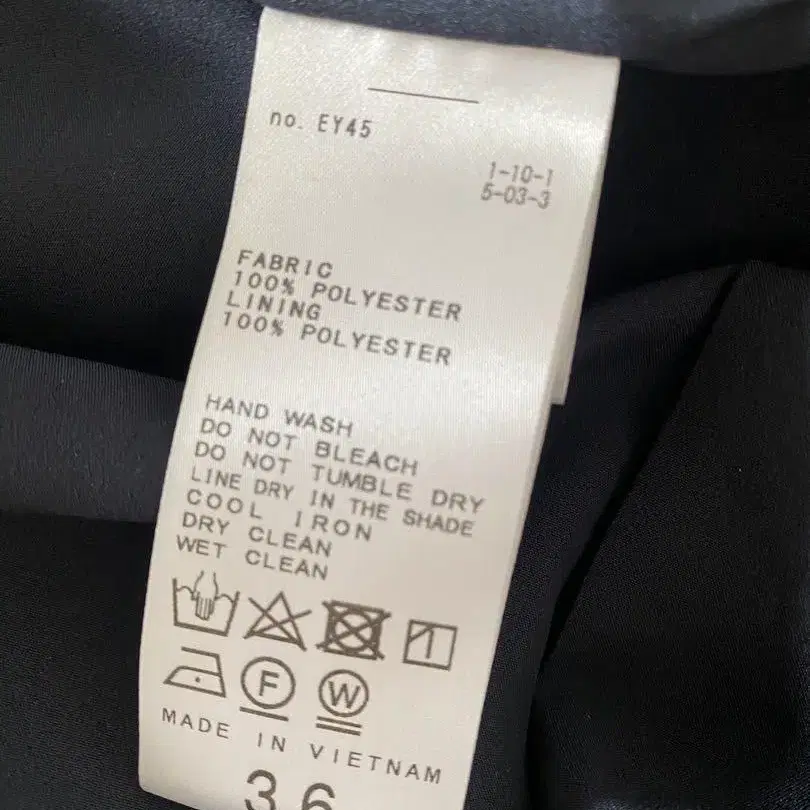 no. EY45
1-10-1
5-03-3
FABRIC
100% POLYESTER
LINING
100% POLYESTER
HAND WASH
DO NOT BLEACH
DO NOT TUMBLE DRY
LINE DRY IN THE SHADE
COOL IRON
DRY CLEAN
WET CLEAN
F W
MADE IN VIETNAM
36